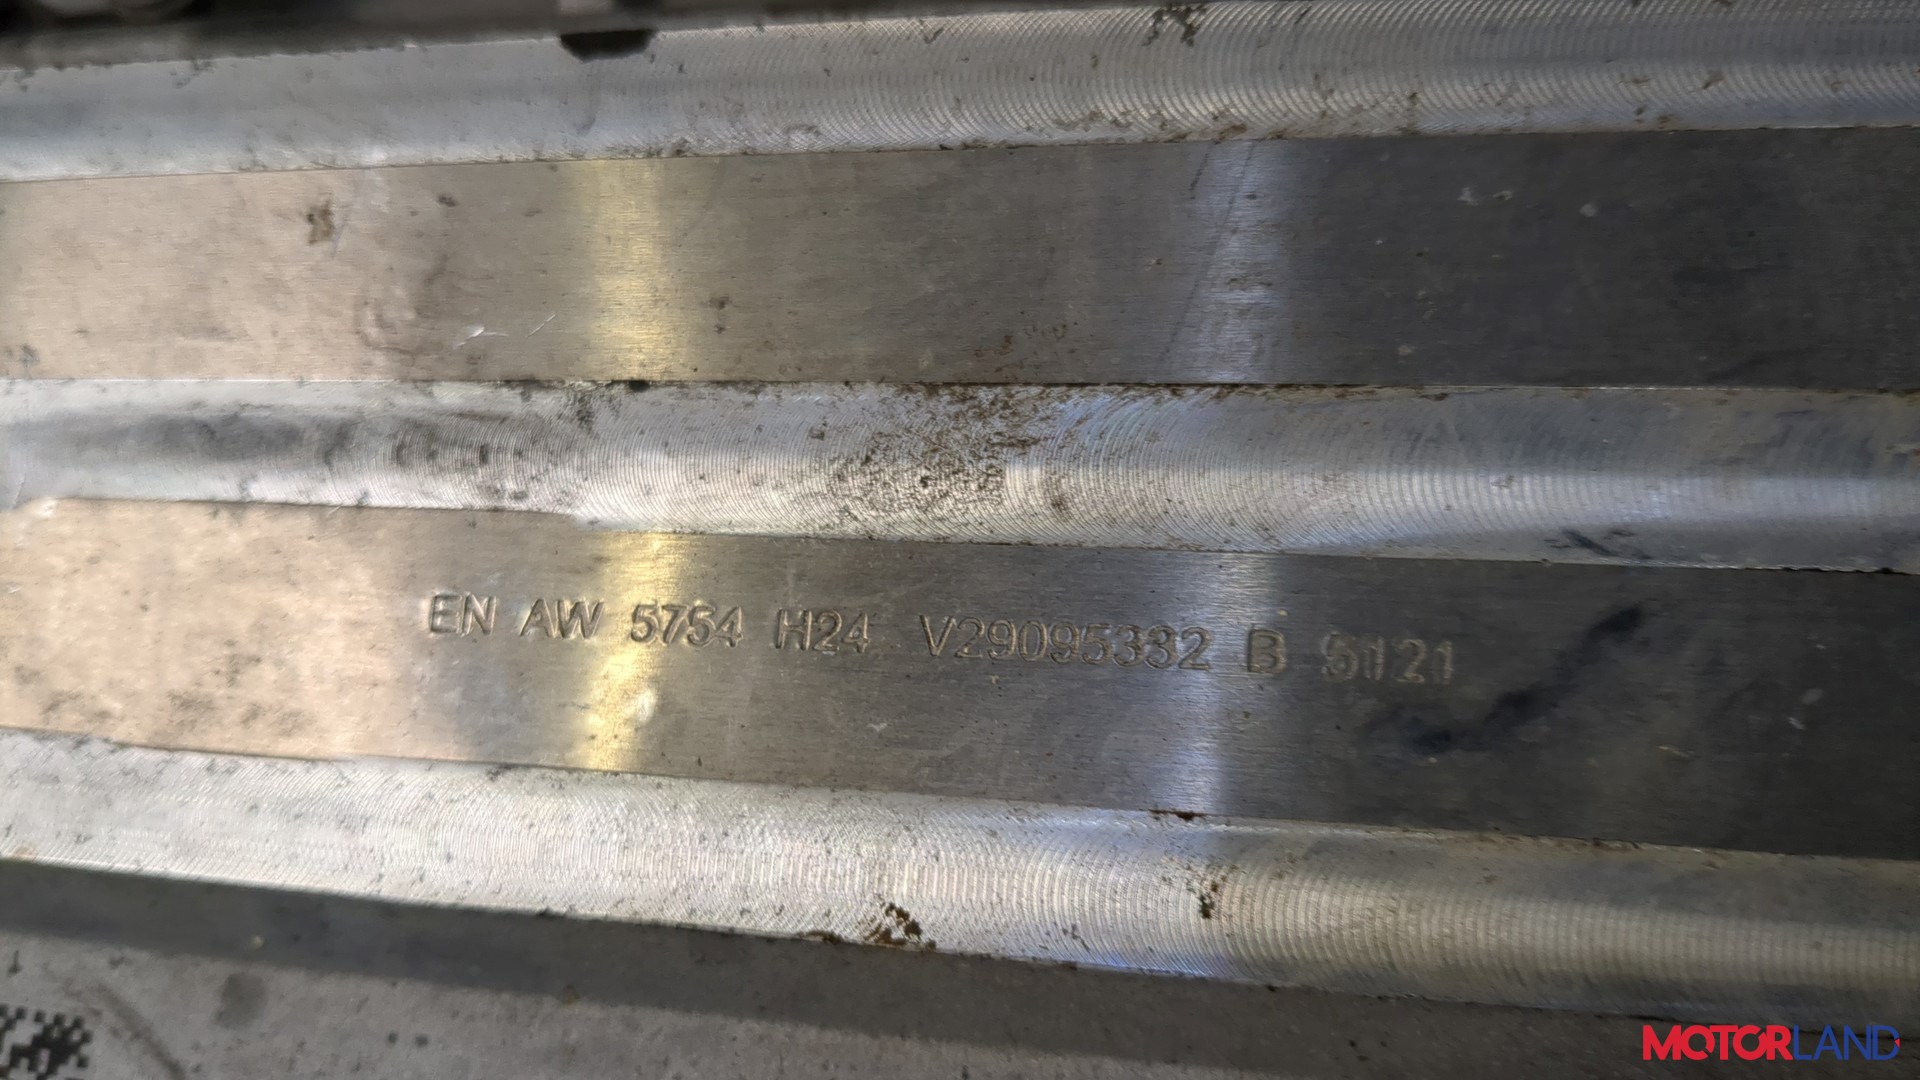 EN AW 5754 H24 V29095332 B 5121
MOTORLAND